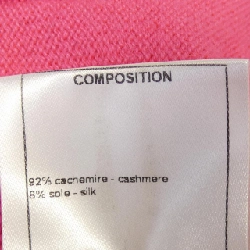 COMPOSITION
92% cachemire - cashmere
8% soie - silk